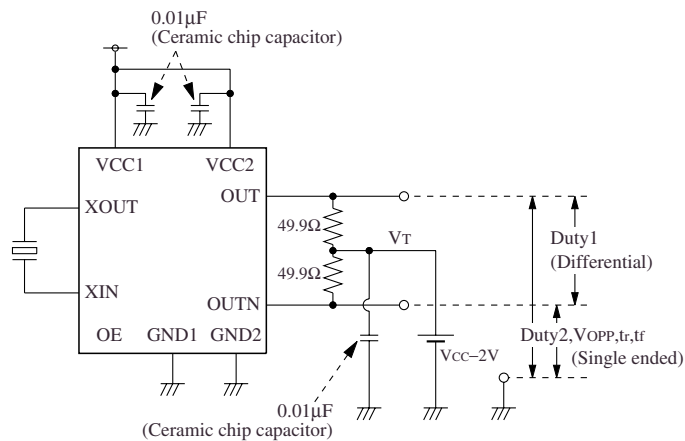 0.01µF
(Ceramic chip capacitor)
VCC1
VCC2
XOUT
OUT
49.9Ω
VT
Duty1
(Differential)
49.9Ω
XIN
OUTN
OE
GND1
GND2
VCC–2V
Duty2,VOPP,tr,tf
(Single ended)
0.01µF
(Ceramic chip capacitor)